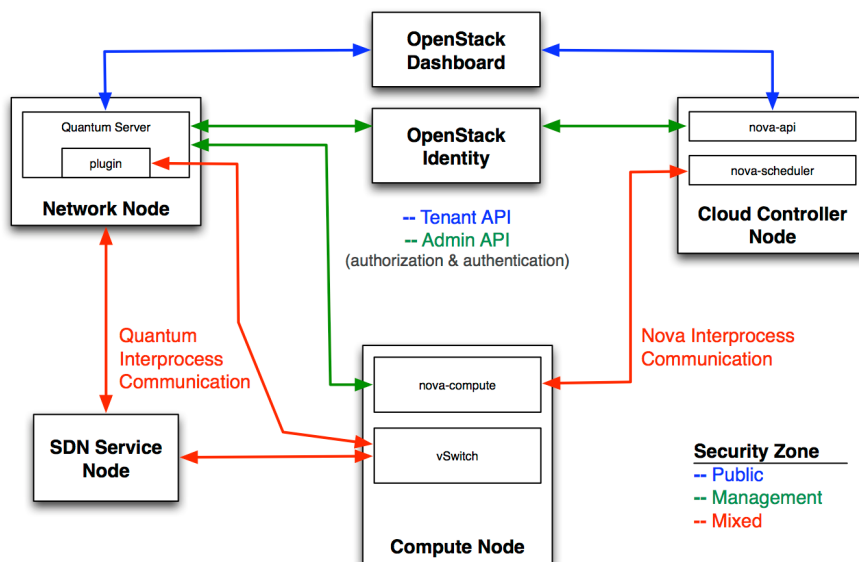 OpenStack
Dashboard
Quantum Server
plugin
Network Node
OpenStack
Identity
nova-api
nova-scheduler
Cloud Controller
Node
-- Tenant API
-- Admin API
(authorization & authentication)
Quantum
Interprocess
Communication
Nova Interprocess
Communication
nova-compute
vSwitch
Compute Node
SDN Service
Node
Security Zone
-- Public
-- Management
-- Mixed